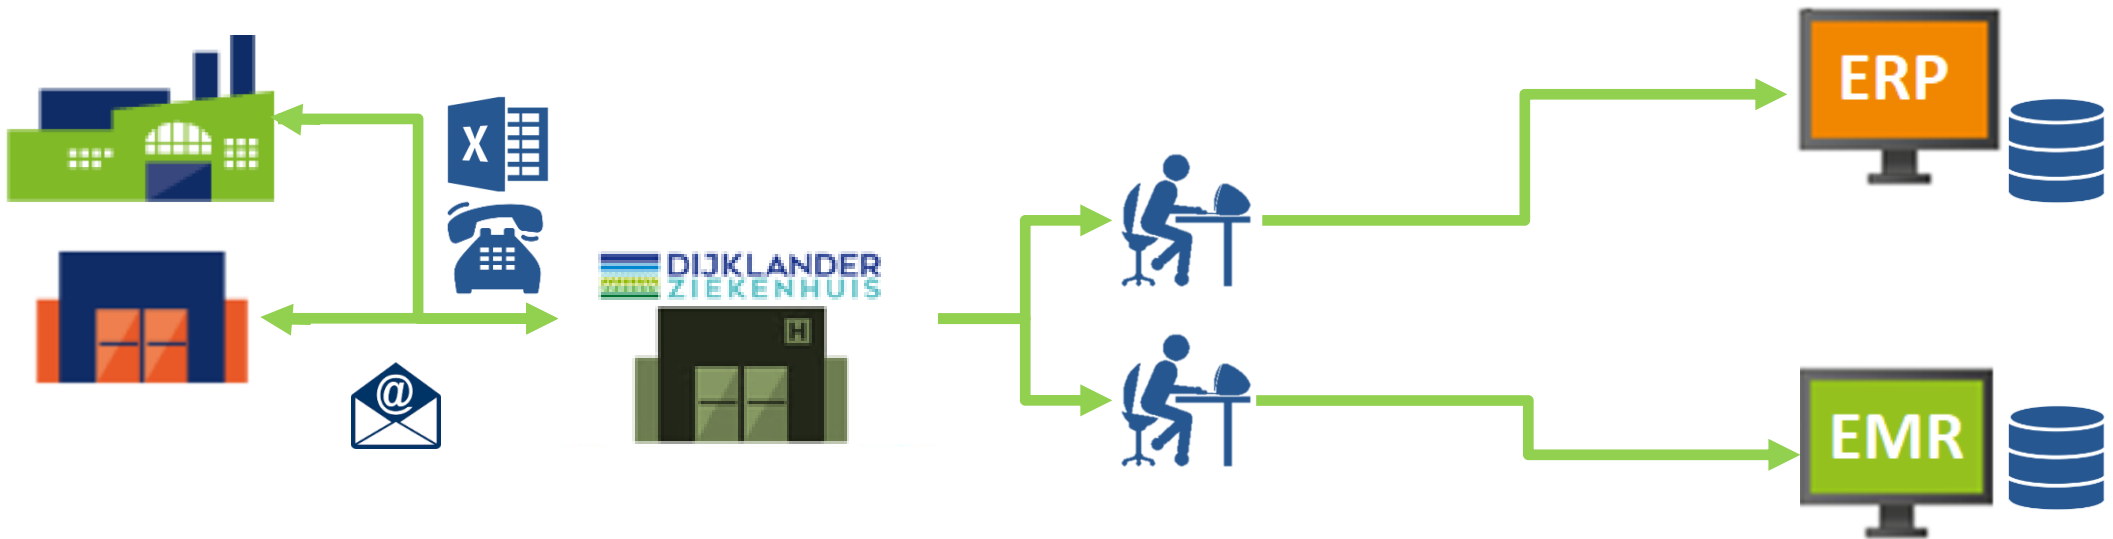 X
@
DIJKLANDER
ZIEKENHUIS
H
ERP
EMR